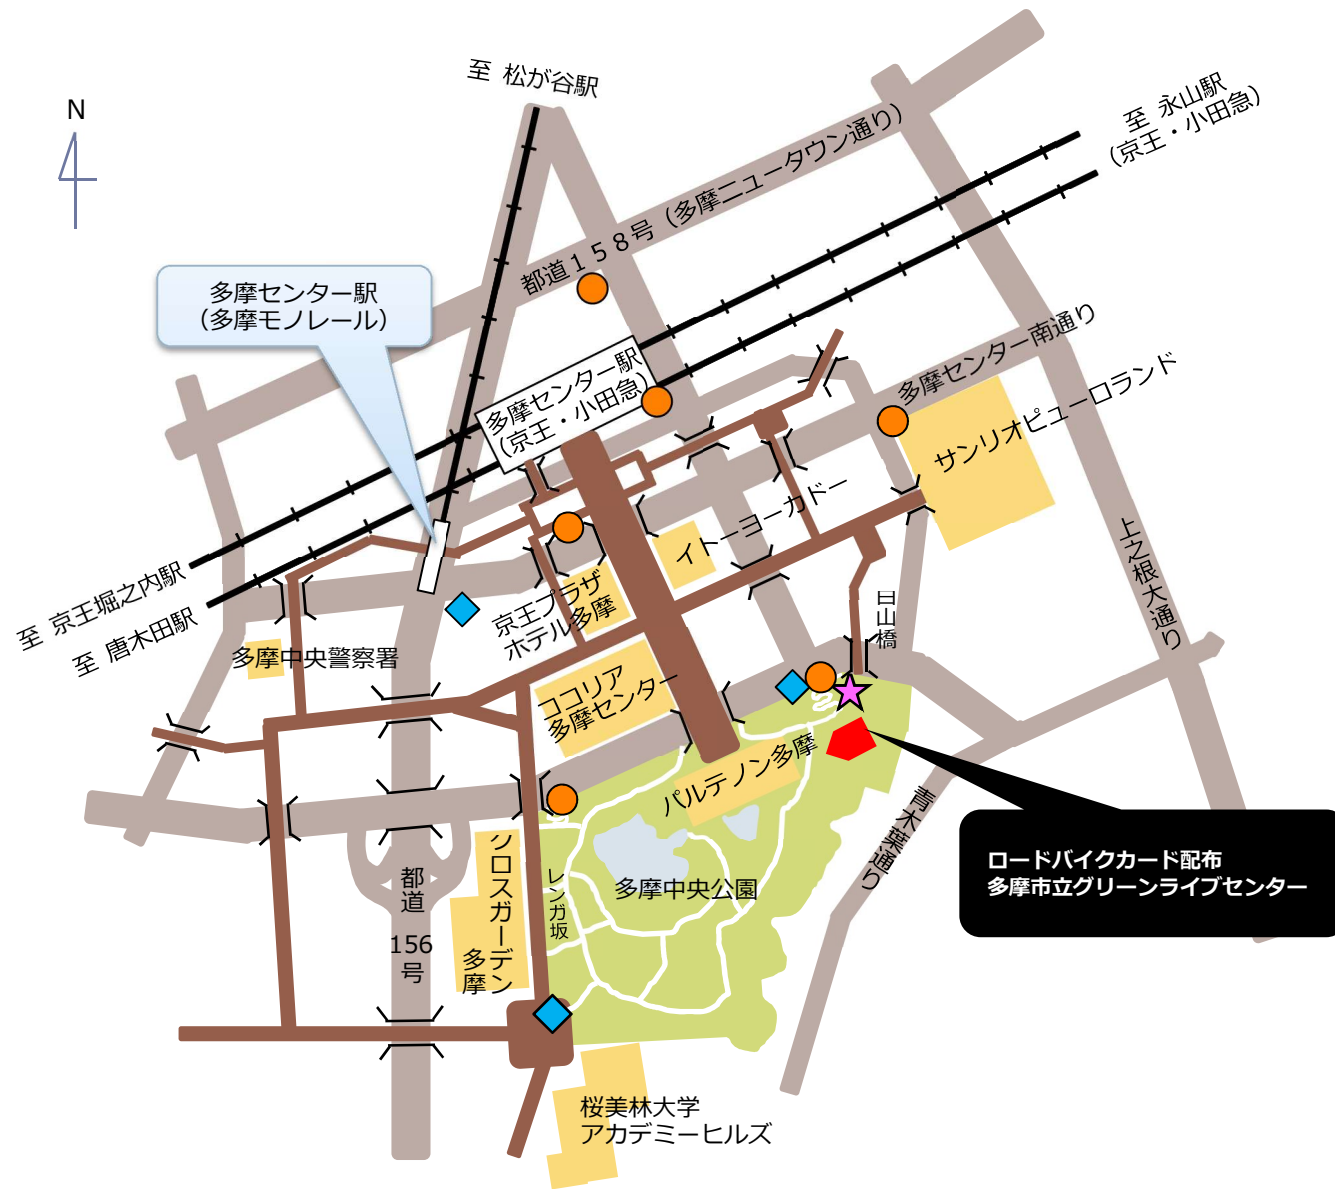 至 松が谷駅
N
至 永山駅
（京王・小田急）
都道１５８号（多摩ニュータウン通り）
多摩センター駅
（多摩モノレール）
多摩センター駅
（京王・小田急）
多摩センター南通り
サンリオピューロランド
イトーヨーカドー
上之根大通り
至 京王堀之内駅
至 唐木田駅
京王プラザ
ホテル多摩
多摩中央警察署
ココリア
多摩センター
パルテノン多摩
青木葉通り
ロードバイクカード配布
多摩市立グリーンライブセンター
クロスガーデン
多摩
レンガ坂
多摩中央公園
都道
156
号
桜美林大学
アカデミーヒルズ